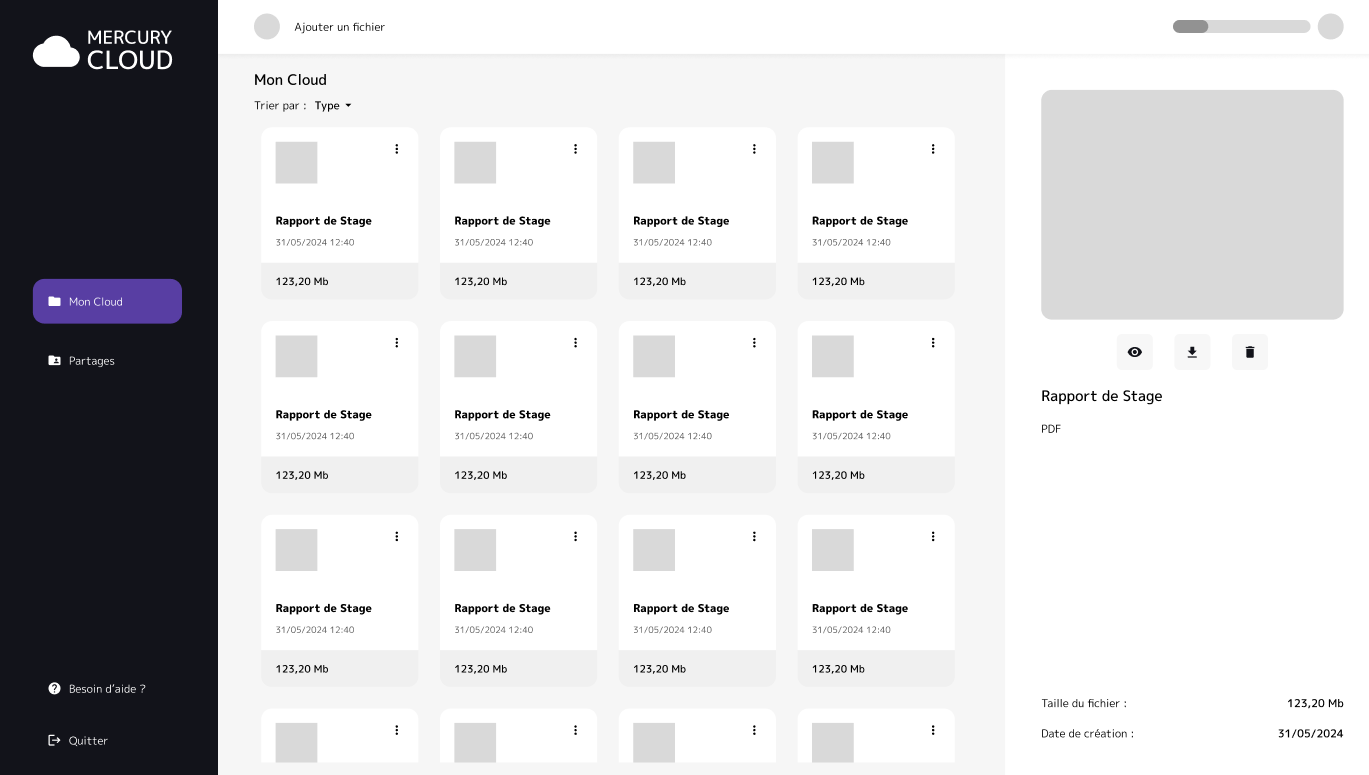 MERCURY
CLOUD
Ajouter un fichier
Mon Cloud
Trier par : Type
Mon Cloud
Partages
Besoin d'aide ?
Quitter
Rapport de Stage Rapport de Stage Rapport de Stage Rapport de Stage
31/05/2024 12:40 31/05/2024 12:40 31/05/2024 12:40 31/05/2024 12:40
123,20 Mb 123,20 Mb 123,20 Mb 123,20 Mb
Rapport de Stage Rapport de Stage Rapport de Stage Rapport de Stage
31/05/2024 12:40 31/05/2024 12:40 31/05/2024 12:40 31/05/2024 12:40
123,20 Mb 123,20 Mb 123,20 Mb 123,20 Mb
Rapport de Stage Rapport de Stage Rapport de Stage Rapport de Stage
31/05/2024 12:40 31/05/2024 12:40 31/05/2024 12:40 31/05/2024 12:40
123,20 Mb 123,20 Mb 123,20 Mb 123,20 Mb
Rapport de Stage
PDF
Taille du fichier : 123,20 Mb
Date de création : 31/05/2024